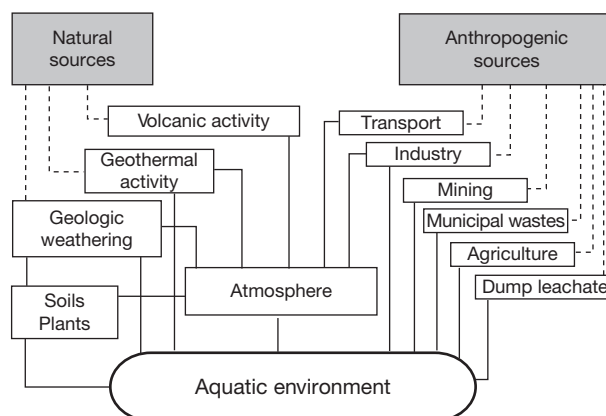 Natural
sources
Anthropogenic
sources
Volcanic activity
Transport
Geothermal
activity
Industry
Mining
Geologic
weathering
Municipal wastes
Agriculture
Atmosphere
Dump leachate
Soils
Plants
Aquatic environment